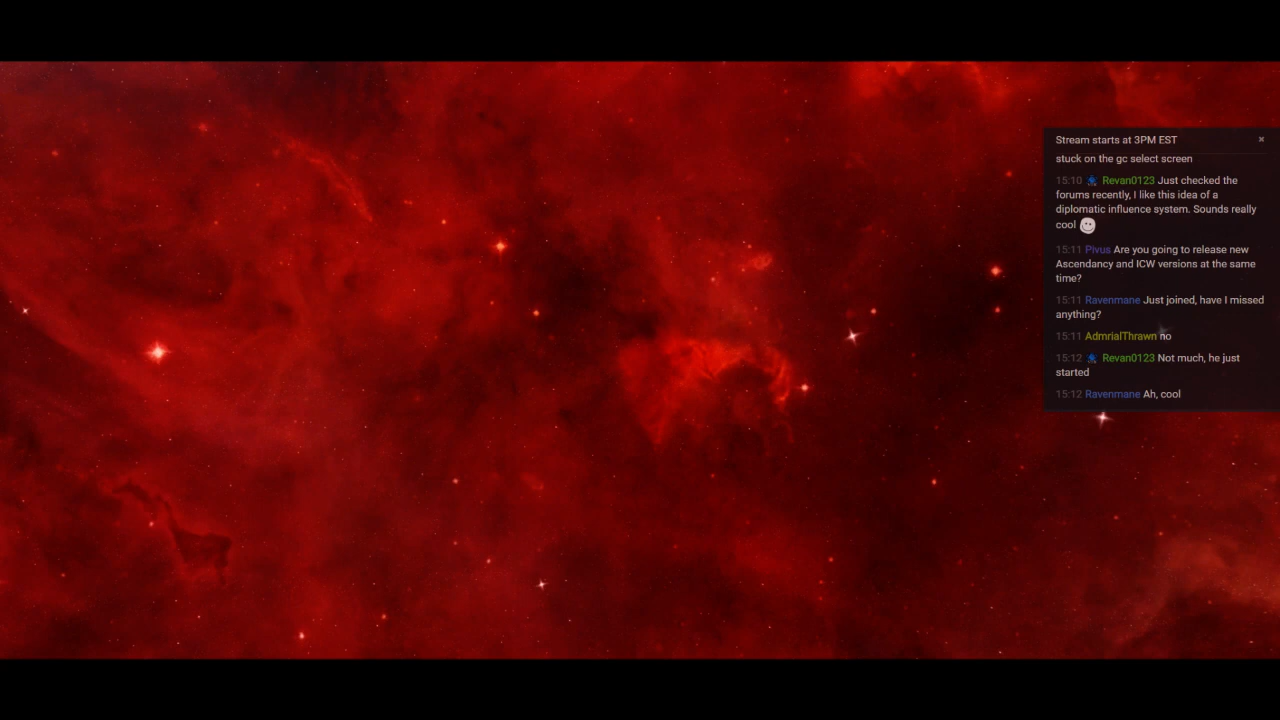 Stream starts at 3PM EST
stuck on the gc select screen
15:10 Revan0123 Just checked the
forums recently, I like this idea of a
diplomatic influence system. Sounds really
cool
15:11 Pivus Are you going to release new
Ascendancy and ICW versions at the same
time?
15:11 Ravenmane Just joined, have I missed
anything?
15:11 AdmrialThrawn no
15:12 Revan0123 Not much, he just
started
15:12 Ravenmane Ah, cool